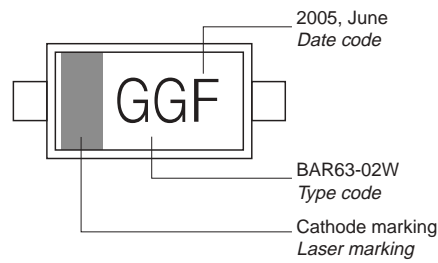 2005, June
Date code
GGF
BAR63-02W
Type code
Cathode marking
Laser marking